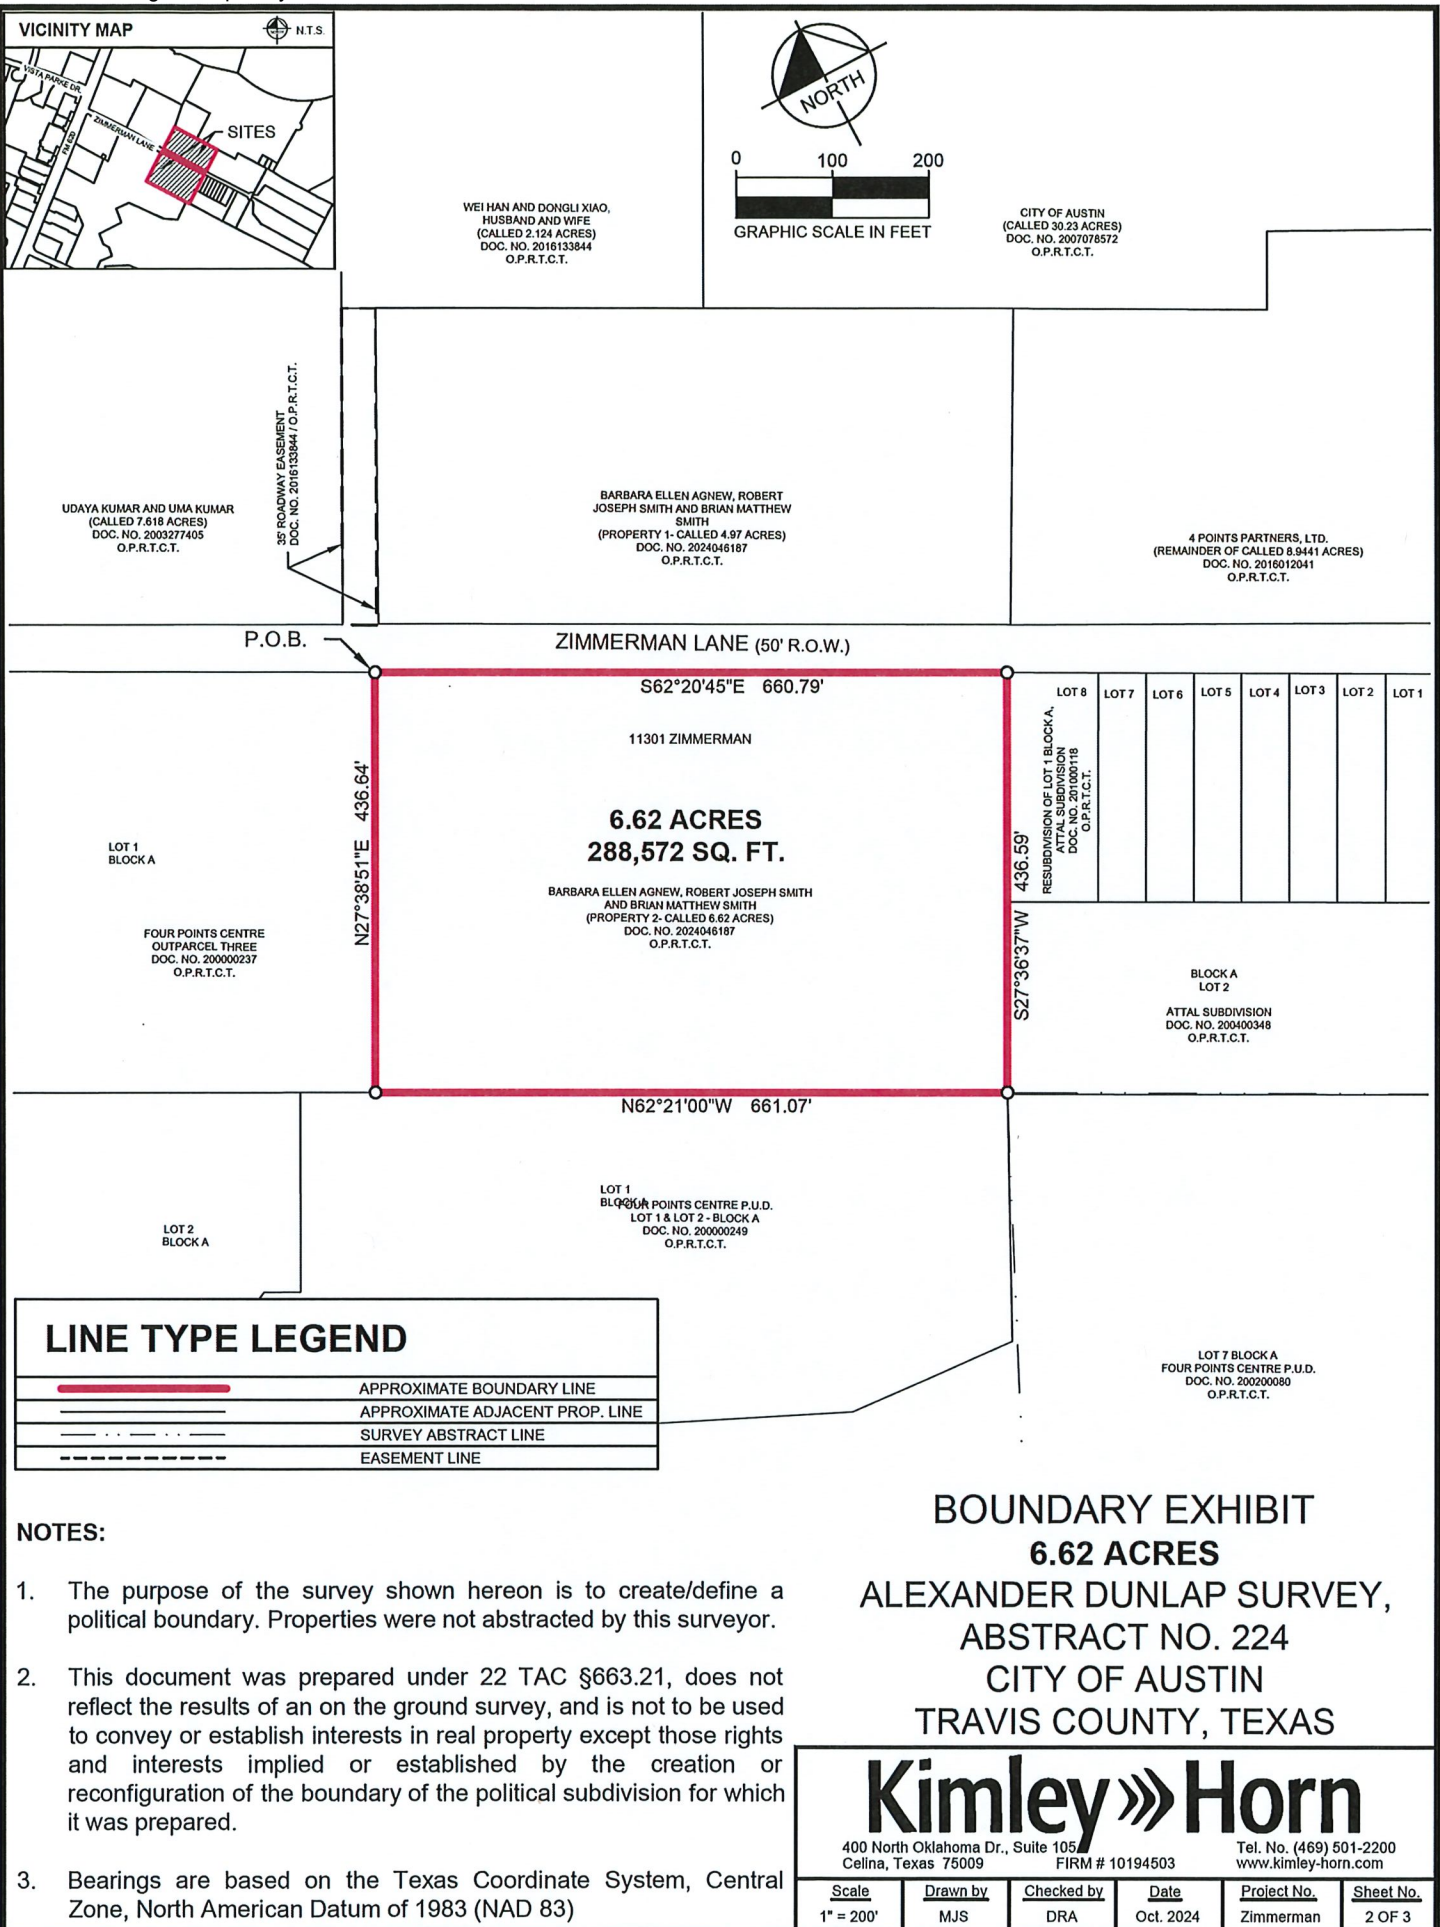 VICINITY MAP
N.T.S.
VISTA PARKE DR.
ZIMMERMAN LANE
FM 620
SITES
NORTH
0 100 200
GRAPHIC SCALE IN FEET
WEI HAN AND DONGLI XIAO,
HUSBAND AND WIFE
(CALLED 2.124 ACRES)
DOC. NO. 2016133844
O.P.R.T.C.T.
CITY OF AUSTIN
(CALLED 30.23 ACRES)
DOC. NO. 2007078572
O.P.R.T.C.T.
35' ROADWAY EASEMENT
DOC. NO. 2016133844 / O.P.R.T.C.T.
UDAYA KUMAR AND UMA KUMAR
(CALLED 7.618 ACRES)
DOC. NO. 2003277405
O.P.R.T.C.T.
BARBARA ELLEN AGNEW, ROBERT
JOSEPH SMITH AND BRIAN MATTHEW
SMITH
(PROPERTY 1- CALLED 4.97 ACRES)
DOC. NO. 2024046187
O.P.R.T.C.T.
4 POINTS PARTNERS, LTD.
(REMAINDER OF CALLED 8.9441 ACRES)
DOC. NO. 2016012041
O.P.R.T.C.T.
P.O.B.
ZIMMERMAN LANE (50' R.O.W.)
S62°20'45"E 660.79'
11301 ZIMMERMAN
6.62 ACRES
288,572 SQ. FT.
BARBARA ELLEN AGNEW, ROBERT JOSEPH SMITH
AND BRIAN MATTHEW SMITH
(PROPERTY 2- CALLED 6.62 ACRES)
DOC. NO. 2024046187
O.P.R.T.C.T.
N27°38'51"E 436.64'
S27°36'37"W 436.59'
N62°21'00"W 661.07'
LOT 8 LOT 7 LOT 6 LOT 5 LOT 4 LOT 3 LOT 2 LOT 1
RESUBDIVISION OF LOT 1 BLOCK A,
ATTAL SUBDIVISION
DOC. NO. 201000118
O.P.R.T.C.T.
LOT 1
BLOCK A
FOUR POINTS CENTRE
OUTPARCEL THREE
DOC. NO. 200000237
O.P.R.T.C.T.
BLOCK A
LOT 2
ATTAL SUBDIVISION
DOC. NO. 200400348
O.P.R.T.C.T.
LOT 2
BLOCK A
LOT 1
BLOCK A
FOUR POINTS CENTRE P.U.D.
LOT 1 & LOT 2 - BLOCK A
DOC. NO. 200000249
O.P.R.T.C.T.
LOT 7 BLOCK A
FOUR POINTS CENTRE P.U.D.
DOC. NO. 200200080
O.P.R.T.C.T.
LINE TYPE LEGEND
APPROXIMATE BOUNDARY LINE
APPROXIMATE ADJACENT PROP. LINE
SURVEY ABSTRACT LINE
EASEMENT LINE
NOTES:
1. The purpose of the survey shown hereon is to create/define a
political boundary. Properties were not abstracted by this surveyor.
2. This document was prepared under 22 TAC §663.21, does not
reflect the results of an on the ground survey, and is not to be used
to convey or establish interests in real property except those rights
and interests implied or established by the creation or
reconfiguration of the boundary of the political subdivision for which
it was prepared.
3. Bearings are based on the Texas Coordinate System, Central
Zone, North American Datum of 1983 (NAD 83)
BOUNDARY EXHIBIT
6.62 ACRES
ALEXANDER DUNLAP SURVEY,
ABSTRACT NO. 224
CITY OF AUSTIN
TRAVIS COUNTY, TEXAS
Kimley»»Horn
400 North Oklahoma Dr., Suite 105
Celina, Texas 75009 FIRM # 10194503
Tel. No. (469) 501-2200
www.kimley-horn.com
Scale Drawn by Checked by Date Project No. Sheet No.
1" = 200' MJS DRA Oct. 2024 Zimmerman 2 OF 3